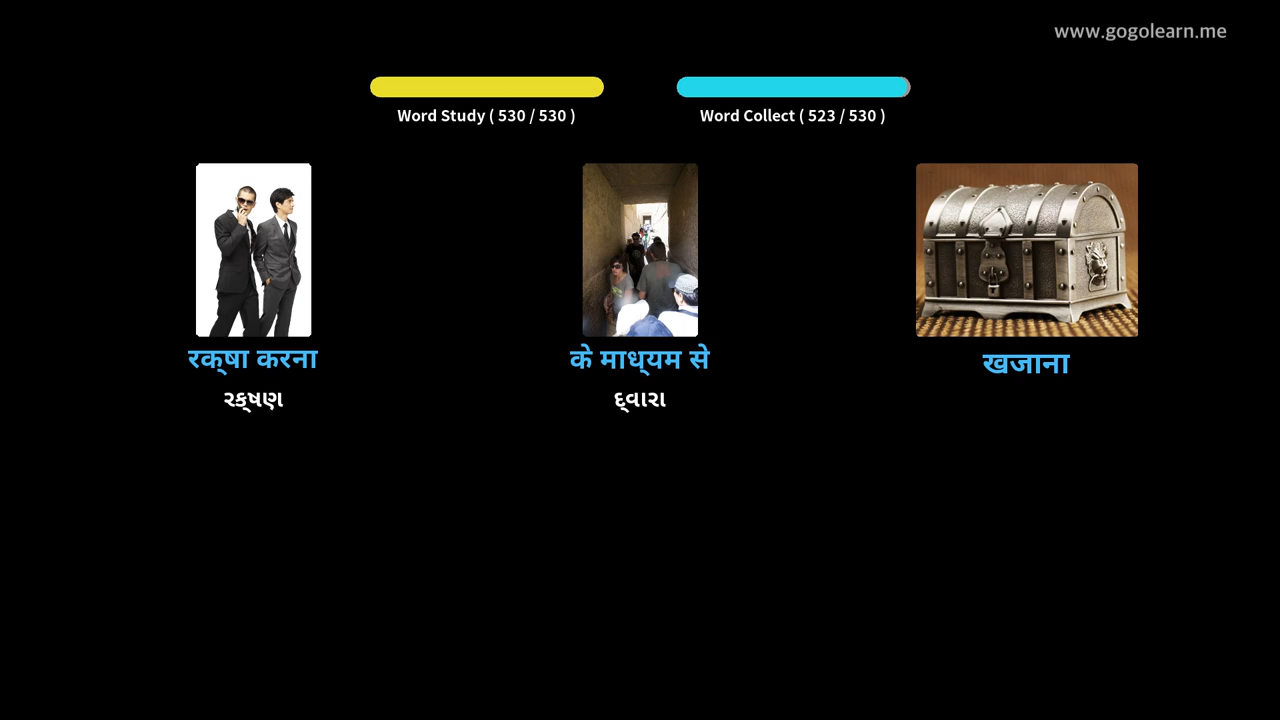 www.gogolearn.me
Word Study ( 530 / 530 )
Word Collect ( 523 / 530 )
रक्षा करना
के माध्यम से
खजाना
રક્ષણ
દ્વારા